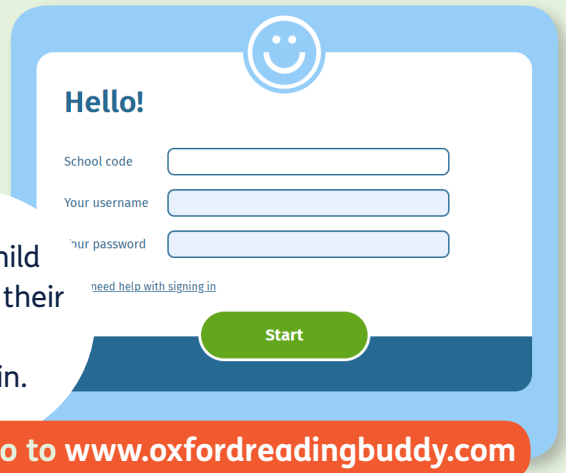 Hello!
School code
Your username
Your password
need help with signing in
Start
hild
their
in.
o to www.oxfordreadingbuddy.com